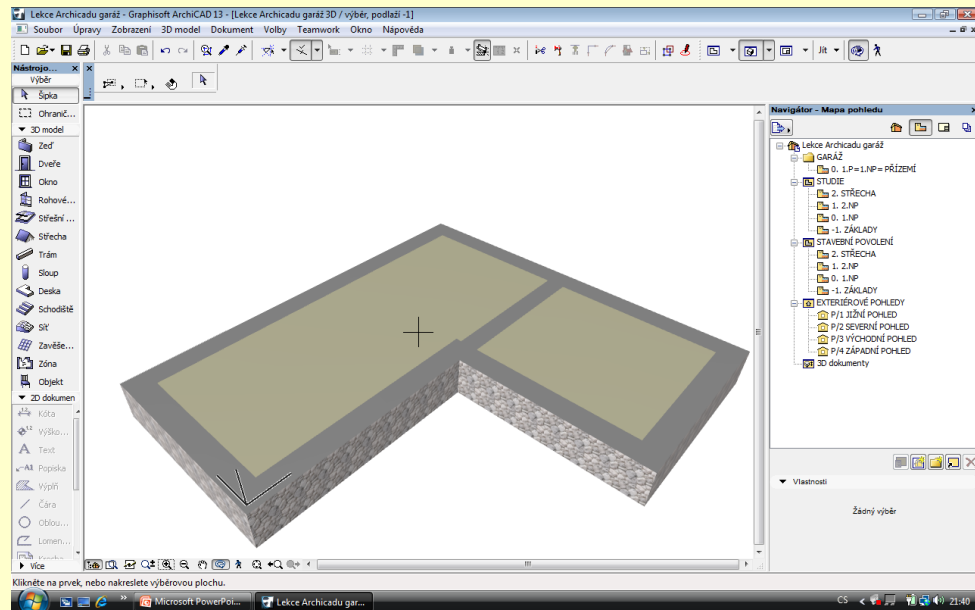 Lekce Archicadu garáž - Graphisoft ArchiCAD 13 - [Lekce Archicadu garáž 3D / výběr, podlaží -1]
Soubor Úpravy Zobrazení 3D model Dokument Volby Teamwork Okno Nápověda
Jit
Nástrojo...
Výběr
Šipka
Ohranič...
3D model
Zeď
Dveře
Okno
Rohové...
Střešní ...
Střecha
Trám
Sloup
Deska
Schodiště
Síť
Zavěše...
Zóna
Objekt
2D dokumen
Kóta
Výško...
Text
A1 Popiska
Výplň
Čára
Oblou...
Lomen...
Více
Navigátor - Mapa pohledu
Lekce Archicadu garáž
GARÁŽ
0. 1.P=1.NP= PŘÍZEMÍ
STUDIE
2. STŘECHA
1. 2.NP
0. 1.NP
-1. ZÁKLADY
STAVEBNÍ POVOLENÍ
2. STŘECHA
1. 2.NP
0. 1.NP
-1. ZÁKLADY
EXTERIÉROVÉ POHLEDY
P/1 JIŽNÍ POHLED
P/2 SEVERNÍ POHLED
P/3 VÝCHODNÍ POHLED
P/4 ZÁPADNÍ POHLED
3D dokumenty
Vlastnosti
Žádný výběr
Klikněte na prvek, nebo nakreslete výběrovou plochu.
Microsoft PowerPoi... Lekce Archicadu gar... CS 21:40